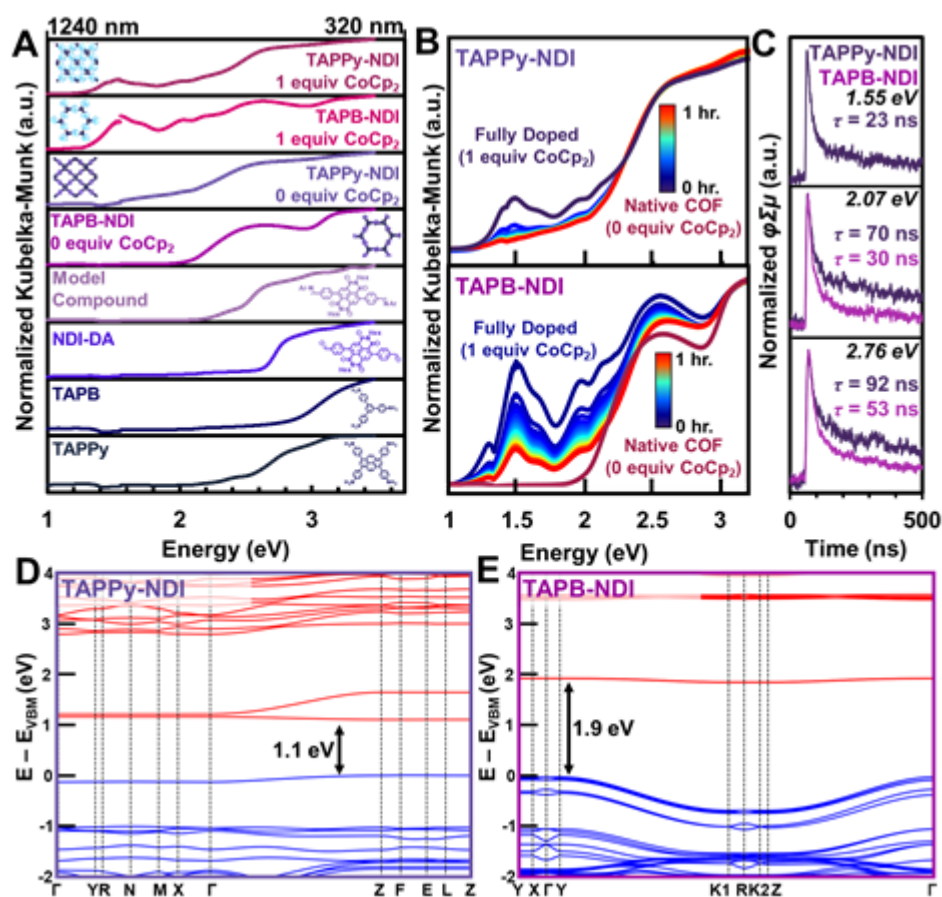 1240 nm
320 nm
A
Normalized Kubelka-Munk (a.u.)
TAPPy-NDI
1 equiv CoCp₂
TAPB-NDI
1 equiv CoCp₂
TAPPy-NDI
0 equiv CoCp₂
TAPB-NDI
0 equiv CoCp₂
Model
Compound
NDI-DA
TAPB
TAPPy
1
2
3
Energy (eV)
B
Normalized Kubelka-Munk (a.u.)
TAPPy-NDI
Fully Doped
(1 equiv CoCp₂)
1 hr.
0 hr.
Native COF
(0 equiv CoCp₂)
TAPB-NDI
Fully Doped
(1 equiv CoCp₂)
1 hr.
0 hr.
Native COF
(0 equiv CoCp₂)
1
1.5
2
2.5
3
Energy (eV)
C
Normalized φΣμ (a.u.)
TAPPy-NDI
TAPB-NDI
1.55 eV
τ = 23 ns
2.07 eV
τ = 70 ns
τ = 30 ns
2.76 eV
τ = 92 ns
τ = 53 ns
0
500
Time (ns)
D
TAPPy-NDI
E – E_VBM (eV)
4
3
2
1
0
-1
-2
1.1 eV
Γ Y R N M X Γ Z F E L Z
E
TAPB-NDI
E – E_VBM (eV)
4
3
2
1
0
-1
-2
1.9 eV
Y X Γ Y K1 R K2 Z Γ